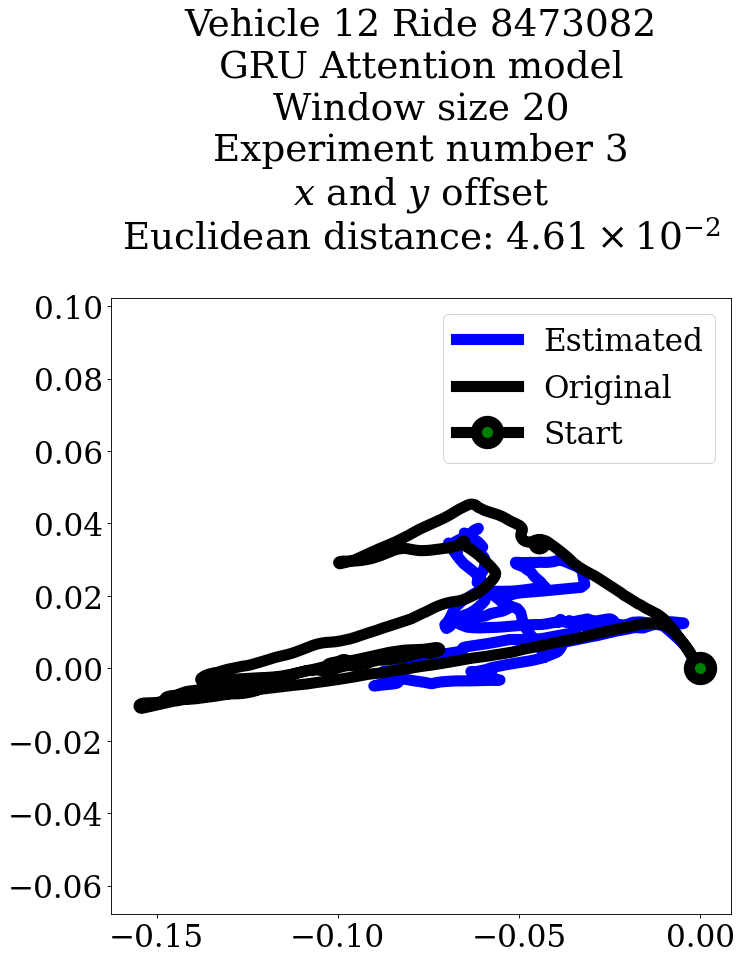 Vehicle 12 Ride 8473082
GRU Attention model
Window size 20
Experiment number 3
x and y offset
Euclidean distance: 4.61 × 10⁻²
Estimated
Original
Start
0.10
0.08
0.06
0.04
0.02
0.00
−0.02
−0.04
−0.06
−0.15 −0.10 −0.05 0.00